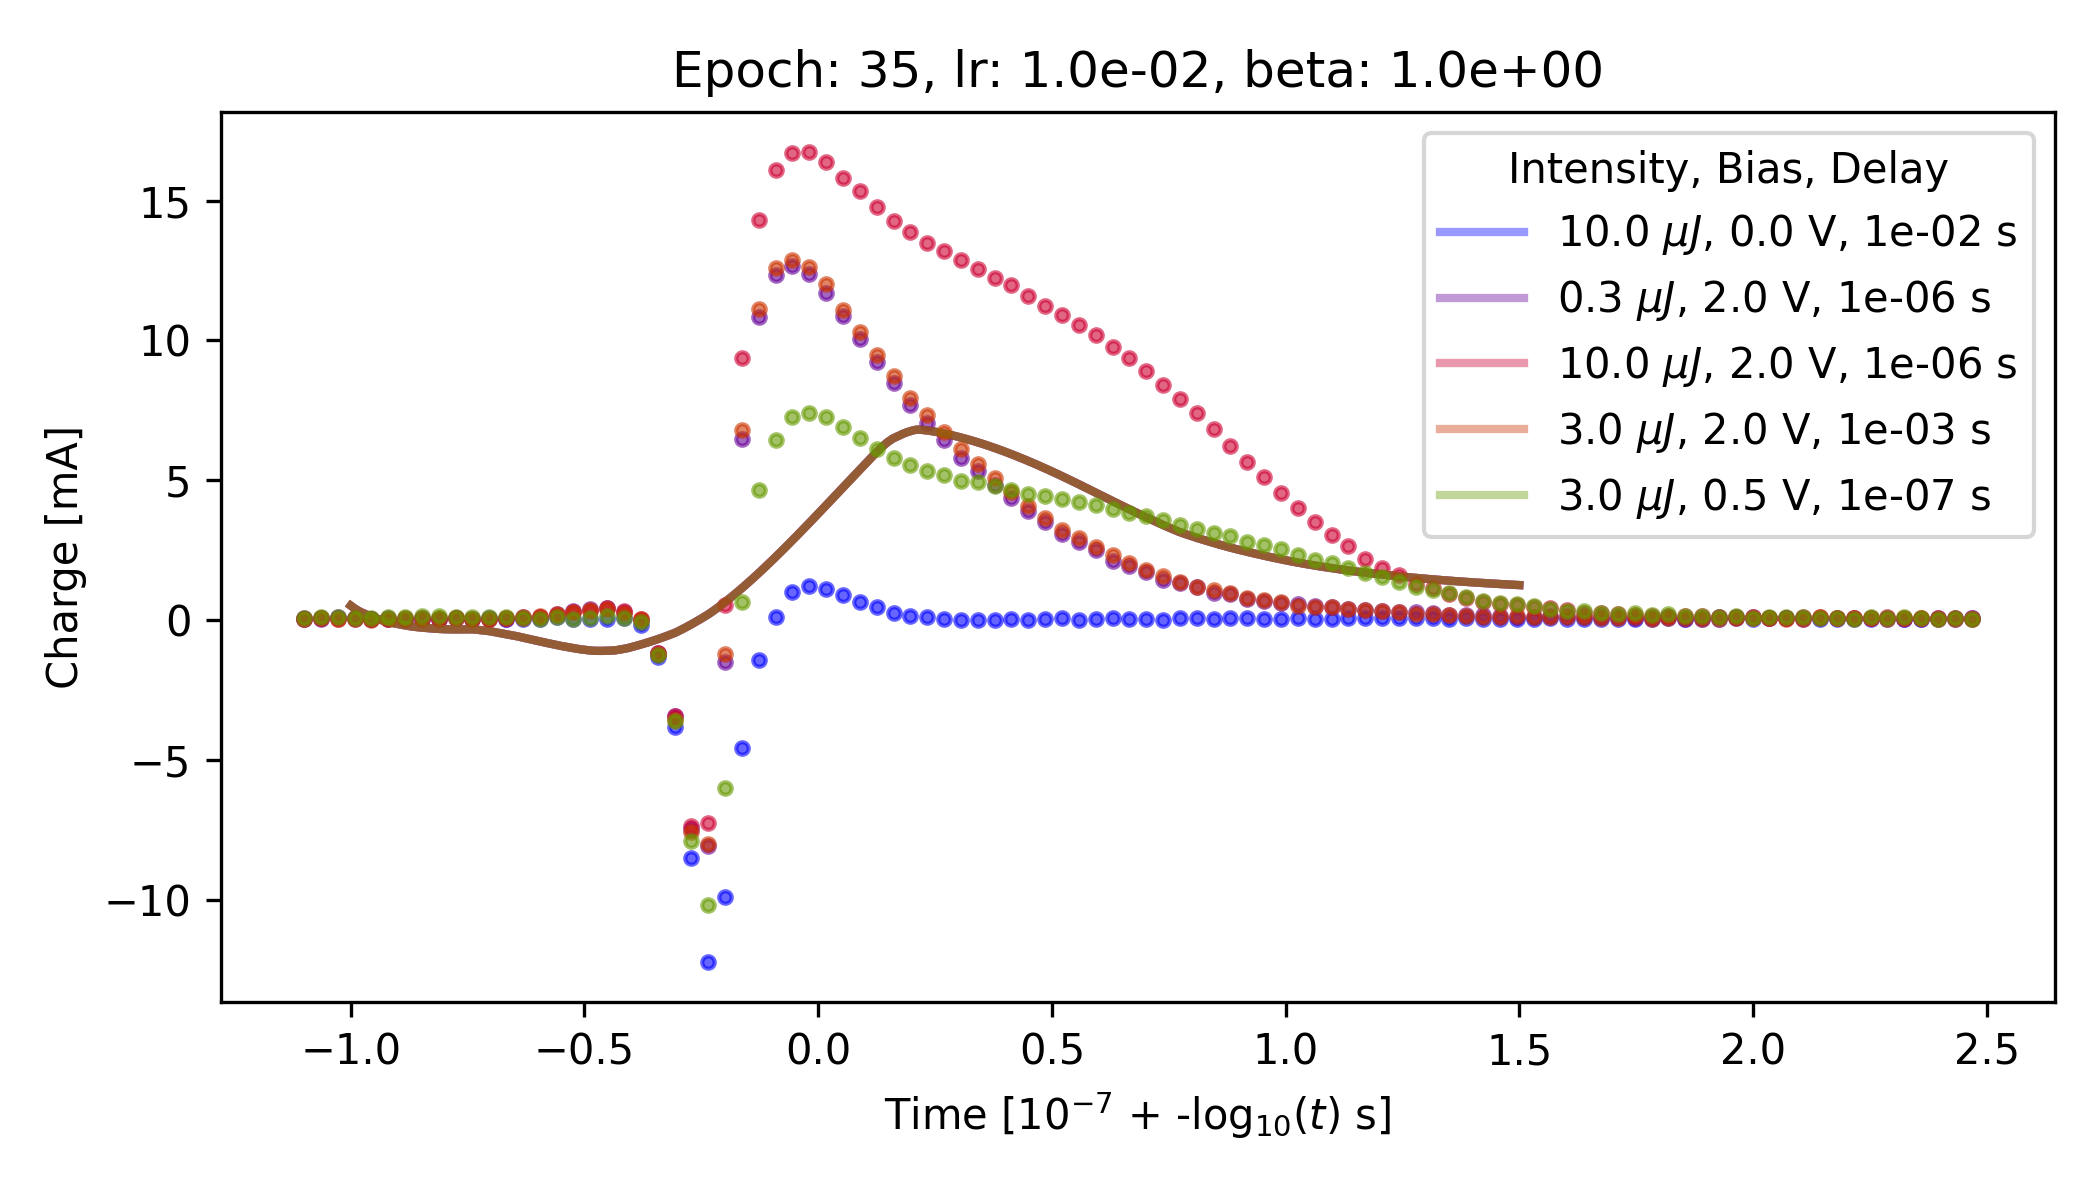 Epoch: 35, lr: 1.0e-02, beta: 1.0e+00
Charge [mA]
15
10
5
0
−5
−10
Intensity, Bias, Delay
10.0 μJ, 0.0 V, 1e-02 s
0.3 μJ, 2.0 V, 1e-06 s
10.0 μJ, 2.0 V, 1e-06 s
3.0 μJ, 2.0 V, 1e-03 s
3.0 μJ, 0.5 V, 1e-07 s
−1.0 −0.5 0.0 0.5 1.0 1.5 2.0 2.5
Time [10⁻⁷ + -log₁₀(t) s]